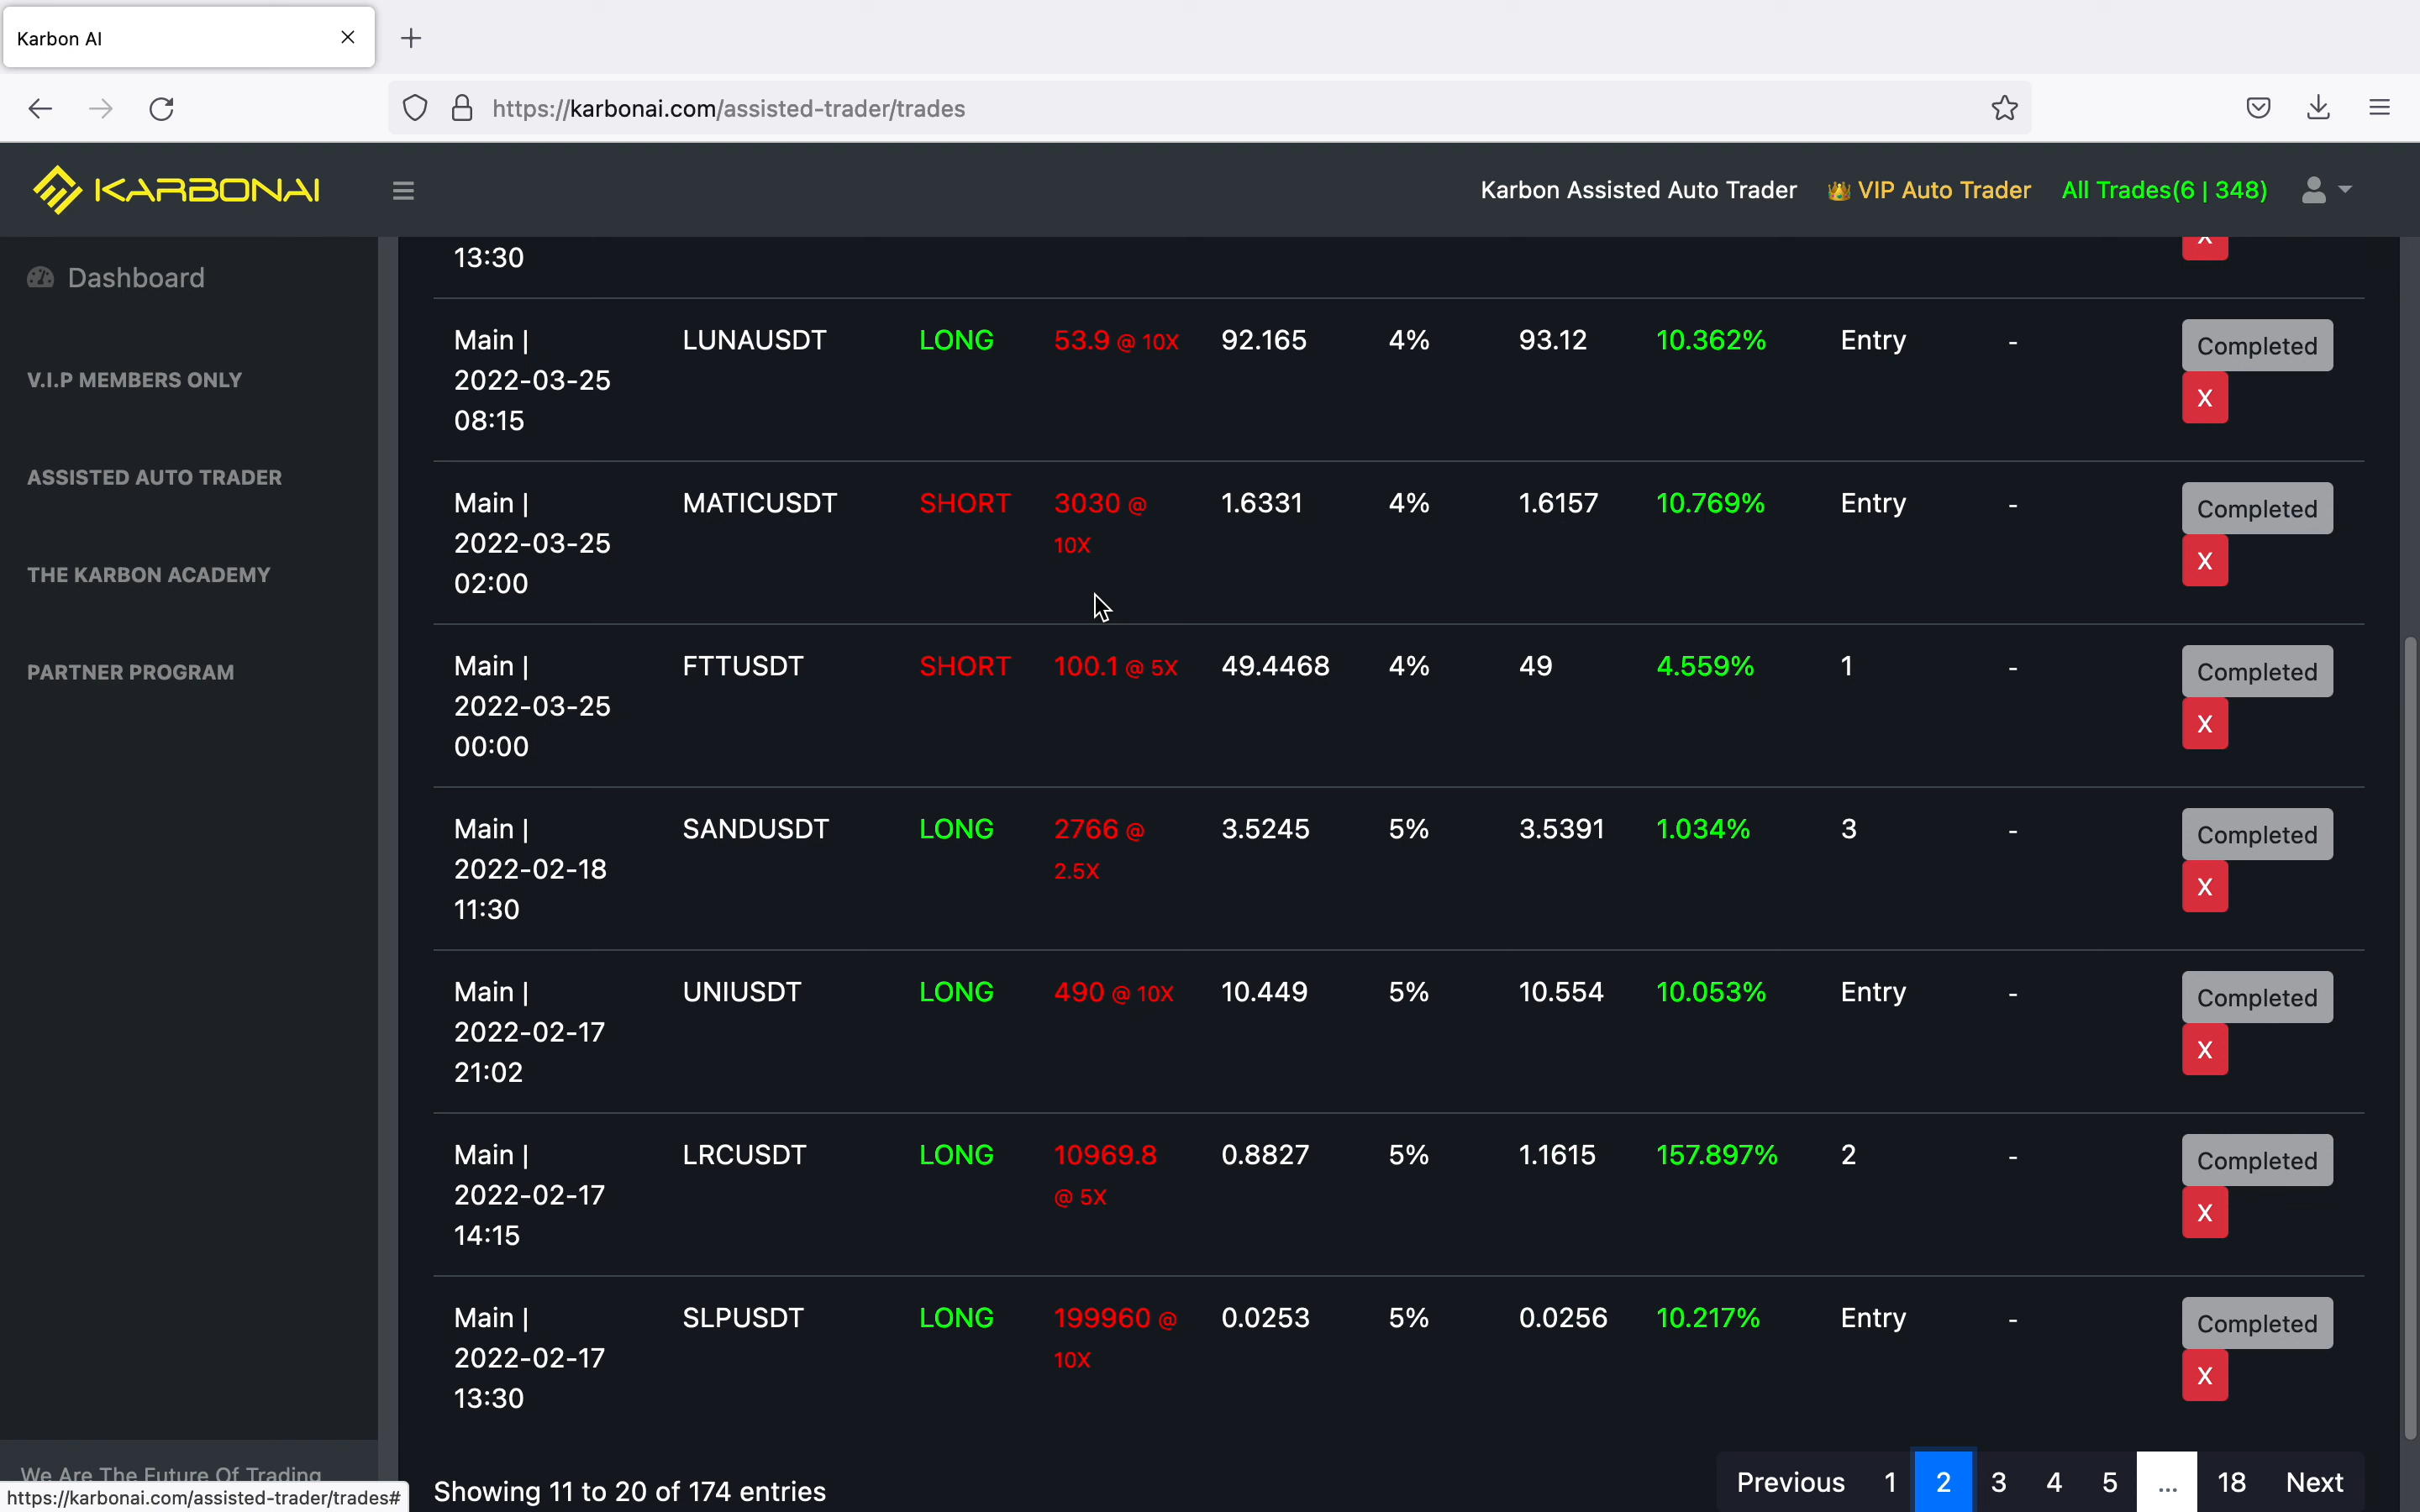 Karbon AI
https://karbonai.com/assisted-trader/trades
KARBONAI
Karbon Assisted Auto Trader
VIP Auto Trader
All Trades(6 | 348)
Dashboard
V.I.P MEMBERS ONLY
ASSISTED AUTO TRADER
THE KARBON ACADEMY
PARTNER PROGRAM
13:30
X
Main | LUNAUSDT LONG 53.9 @ 10X 92.165 4% 93.12 10.362% Entry - Completed
2022-03-25
08:15
X
Main | MATICUSDT SHORT 3030 @ 1.6331 4% 1.6157 10.769% Entry - Completed
2022-03-25 10X
02:00
X
Main | FTTUSDT SHORT 100.1 @ 5X 49.4468 4% 49 4.559% 1 - Completed
2022-03-25
00:00
X
Main | SANDUSDT LONG 2766 @ 3.5245 5% 3.5391 1.034% 3 - Completed
2022-02-18 2.5X
11:30
X
Main | UNIUSDT LONG 490 @ 10X 10.449 5% 10.554 10.053% Entry - Completed
2022-02-17
21:02
X
Main | LRCUSDT LONG 10969.8 0.8827 5% 1.1615 157.897% 2 - Completed
2022-02-17 @ 5X
14:15
X
Main | SLPUSDT LONG 199960 @ 0.0253 5% 0.0256 10.217% Entry - Completed
2022-02-17 10X
13:30
X
We Are The Future Of Trading
https://karbonai.com/assisted-trader/trades#
Showing 11 to 20 of 174 entries
Previous 1 2 3 4 5 ... 18 Next